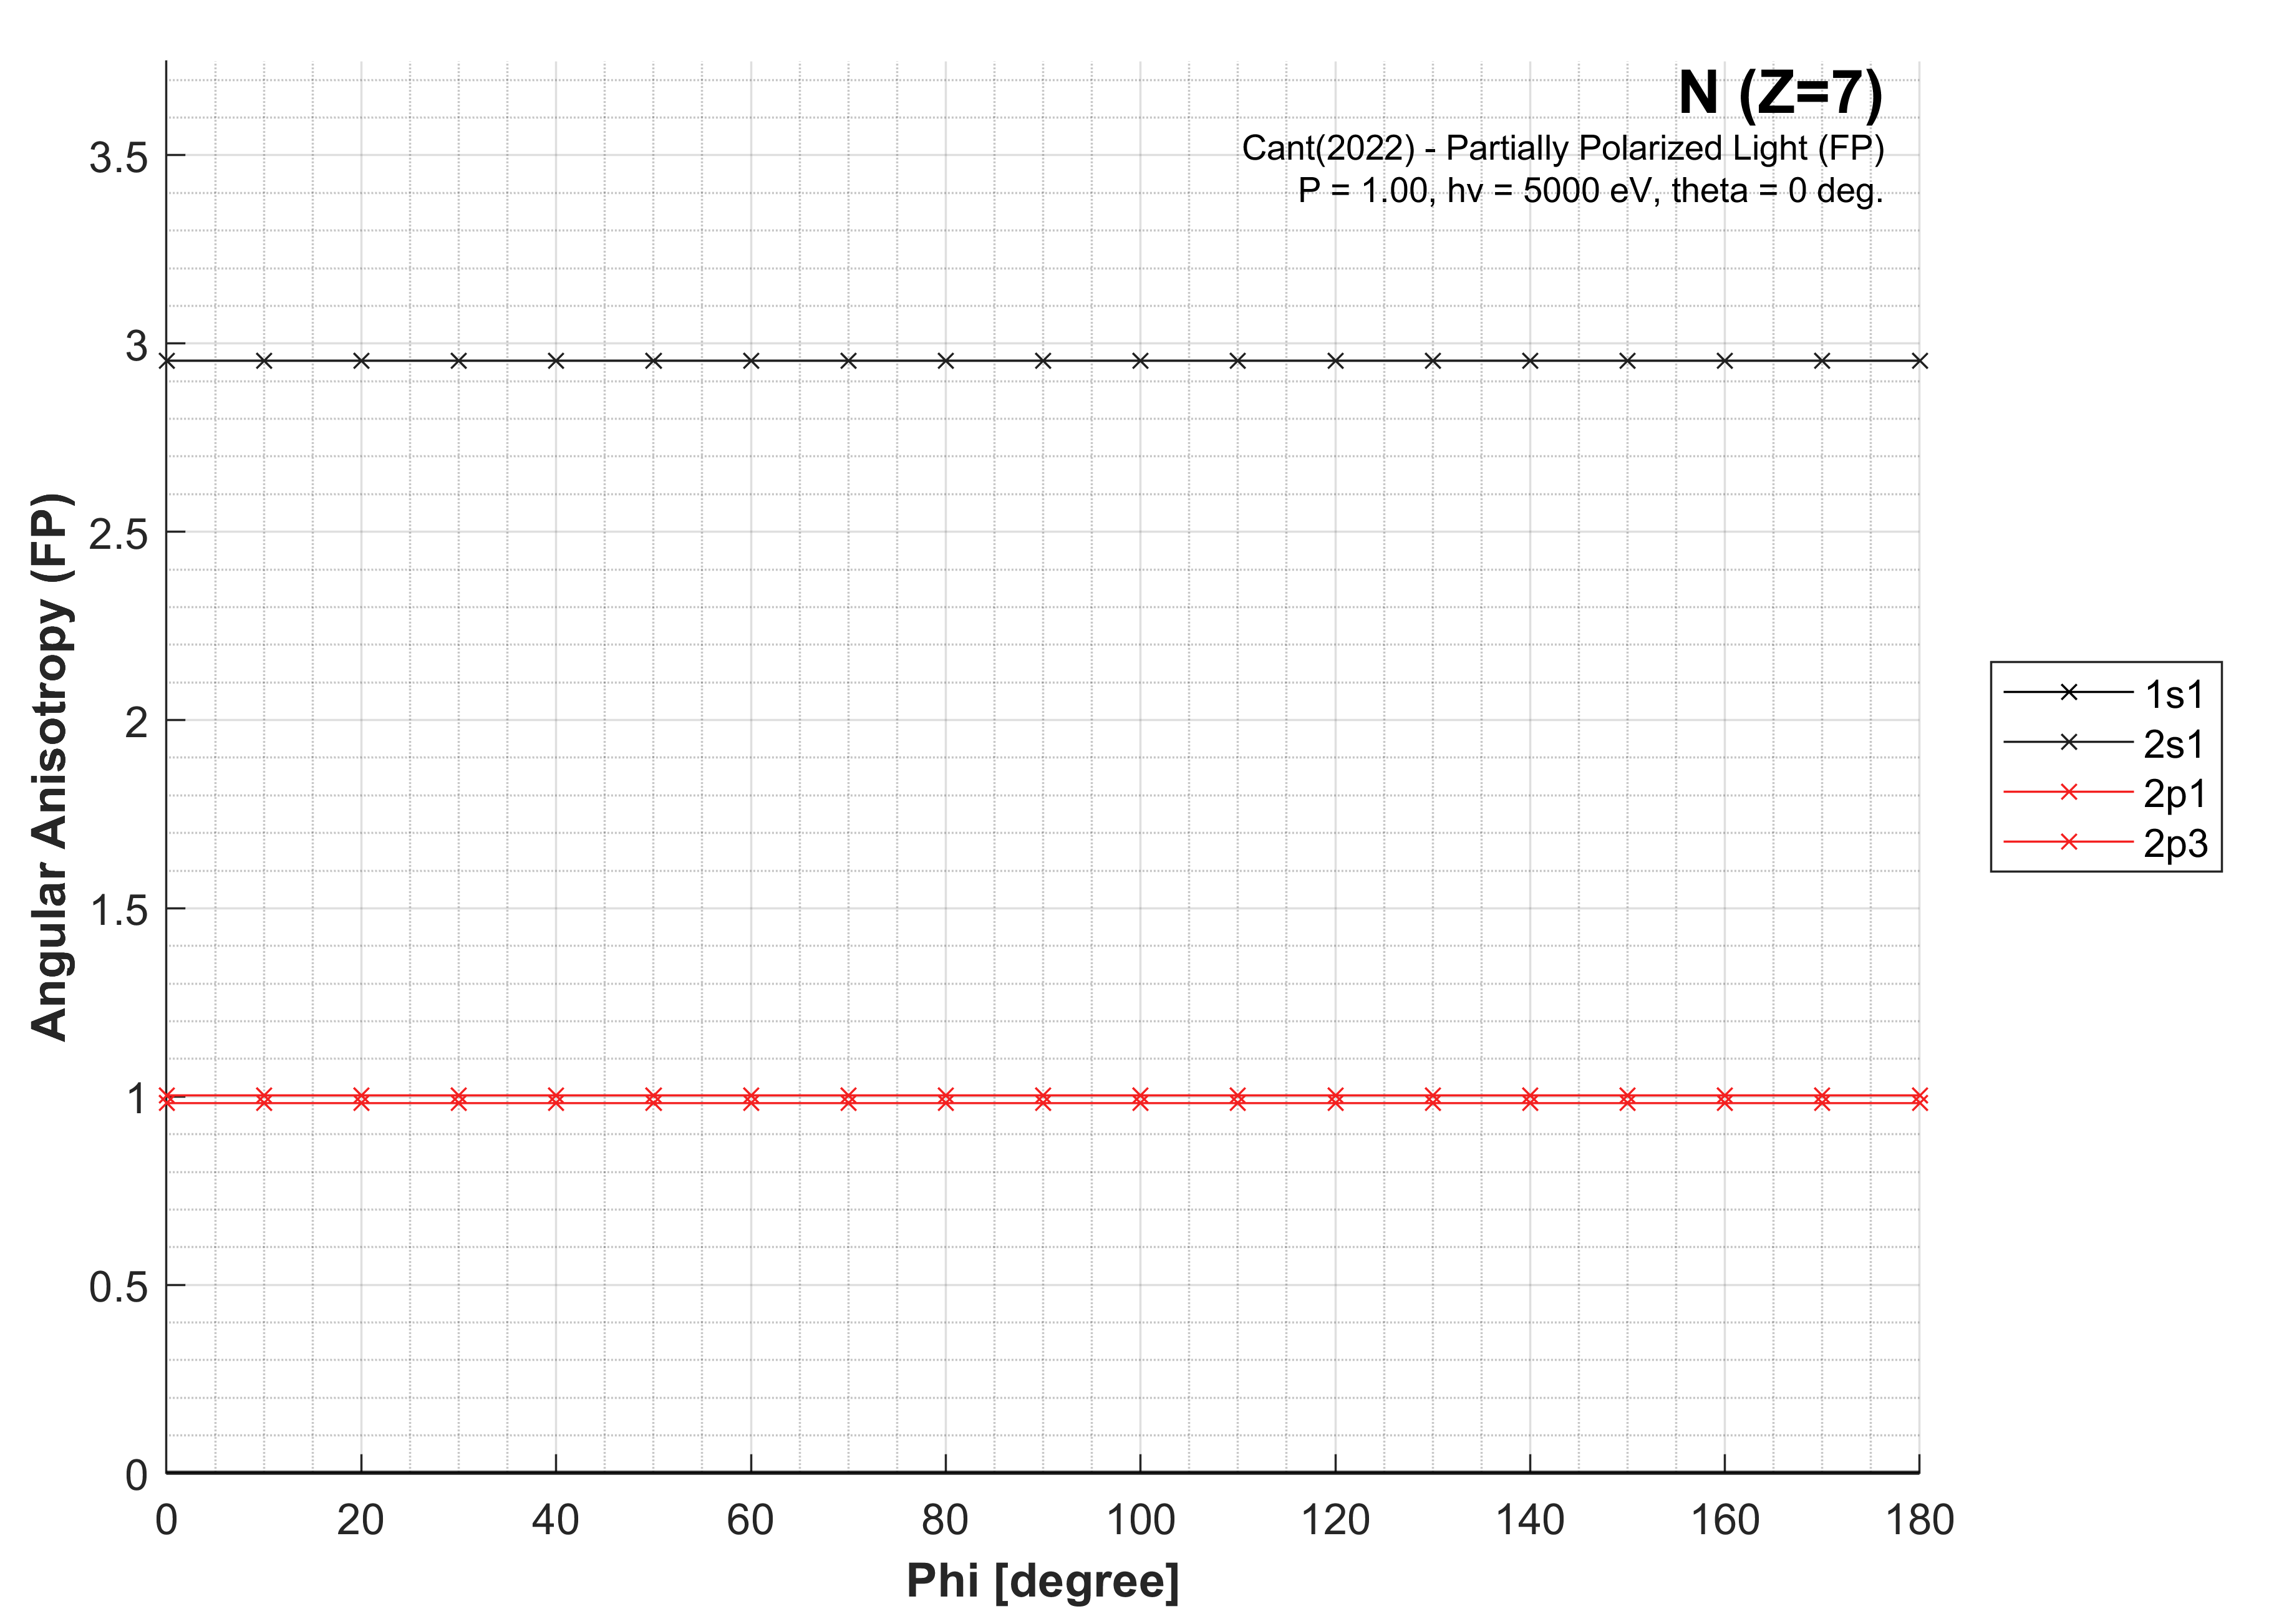 N (Z=7)
Cant(2022) - Partially Polarized Light (FP)
P = 1.00, hv = 5000 eV, theta = 0 deg.
Angular Anisotropy (FP)
3.5
3
2.5
2
1.5
1
0.5
0
0 20 40 60 80 100 120 140 160 180
Phi [degree]
1s1
2s1
2p1
2p3